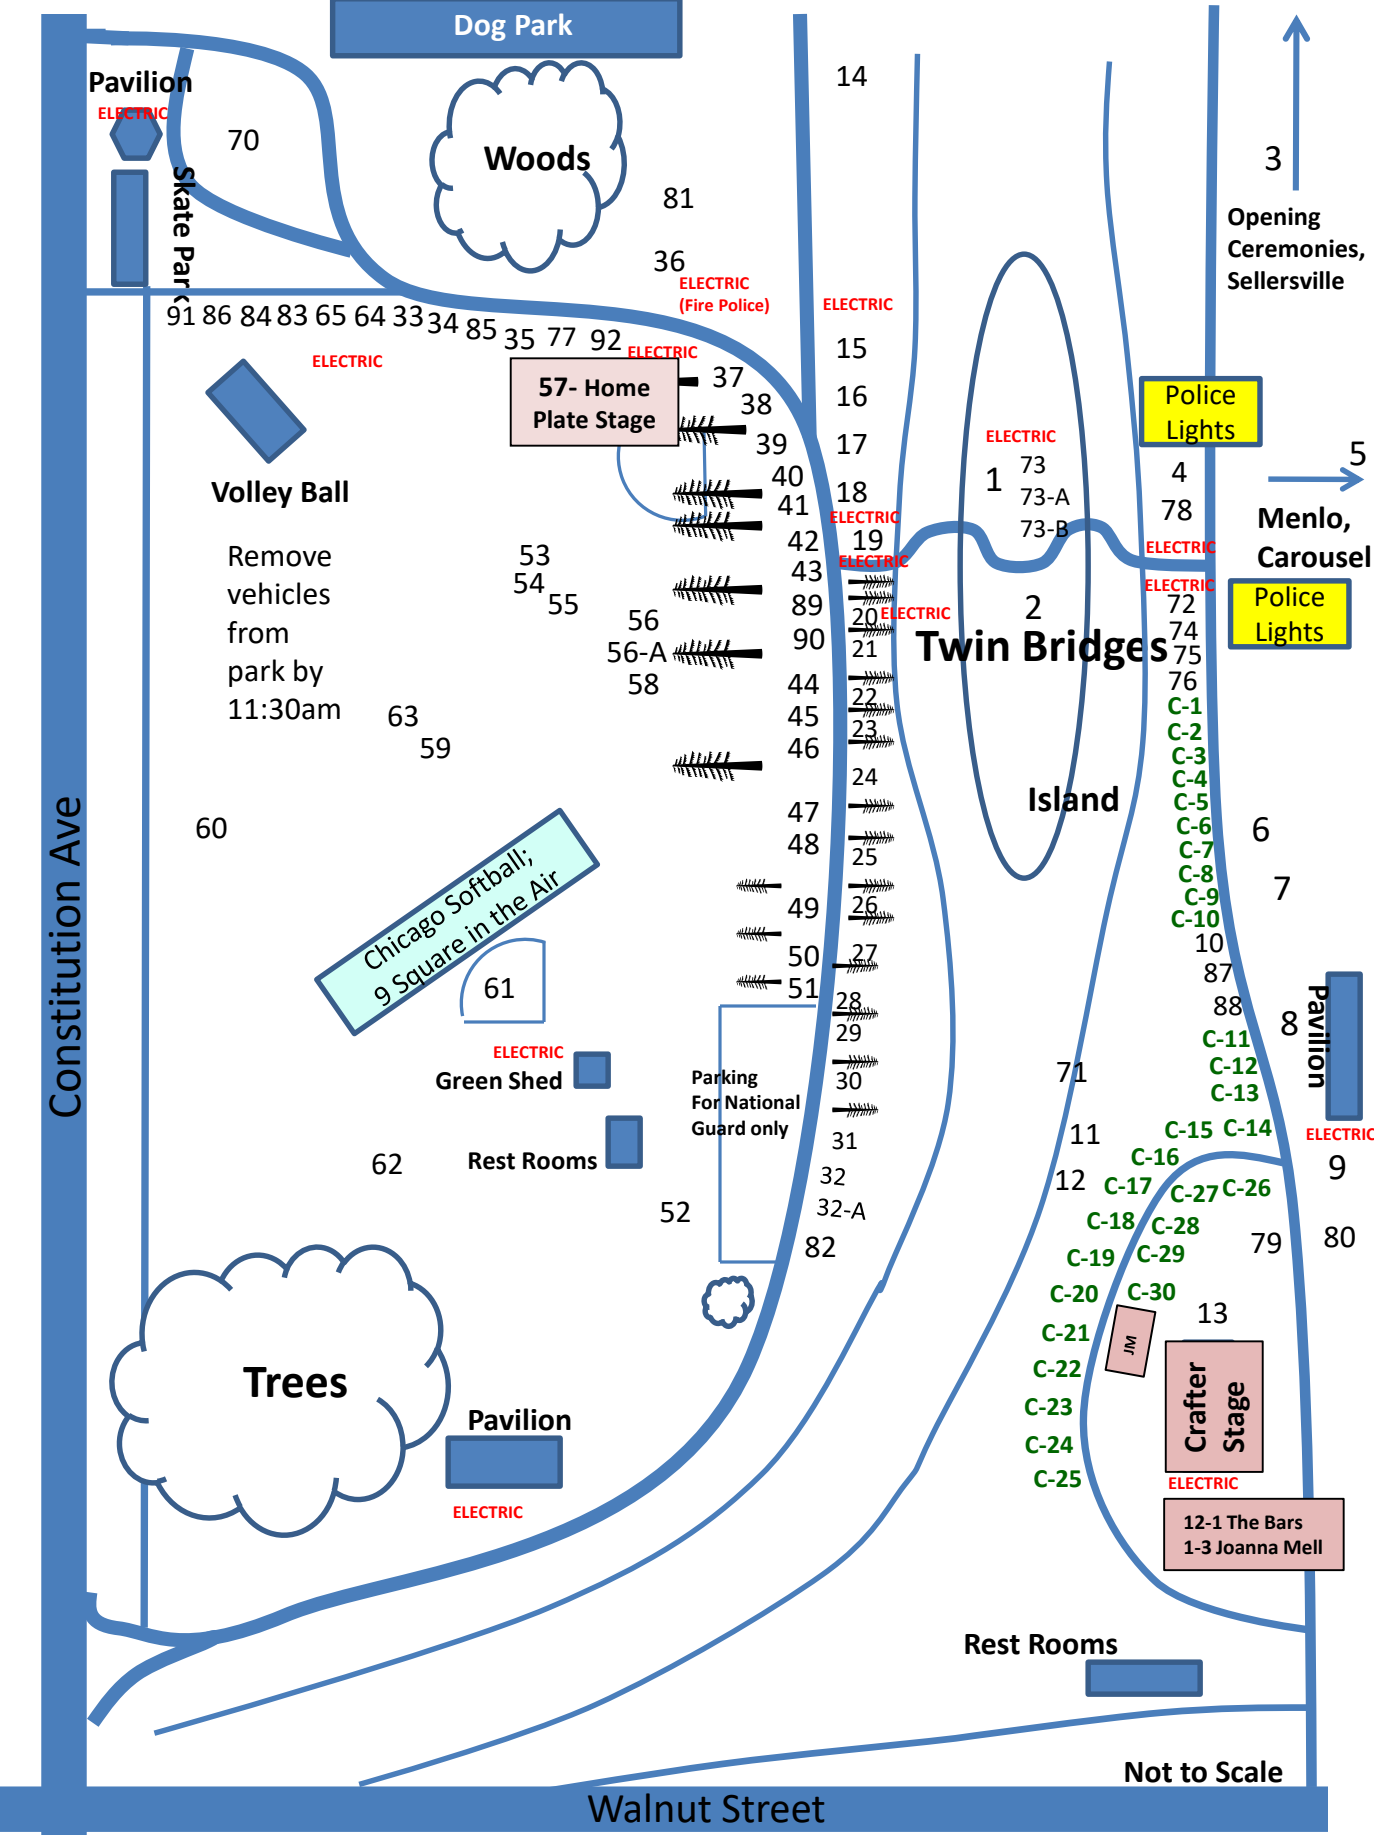 Dog Park
Pavilion
ELECTRIC
70
Skate Park
Woods
81
36
ELECTRIC
(Fire Police)
14
3
Opening
Ceremonies,
Sellersville
91 86 84 83 65 64 33 34 85 35 77 92
ELECTRIC
ELECTRIC
ELECTRIC
57- Home
Plate Stage
37
38
39
40
41
42
43
89
90
44
45
46
47
48
49
50
51
15
16
17
18
ELECTRIC
19
ELECTRIC
20
ELECTRIC
21
22
23
24
25
26
27
28
29
30
31
32
32-A
82
Volley Ball
Remove
vehicles
from
park by
11:30am
53
54
55
56
56-A
58
63
59
60
Chicago Softball;
9 Square in the Air
61
ELECTRIC
Green Shed
Rest Rooms
62
52
Parking
For National
Guard only
Trees
Pavilion
ELECTRIC
Constitution Ave
ELECTRIC
1
73
73-A
73-B
2
Twin Bridges
Island
Police
Lights
4
78
5
Menlo,
Carousel
ELECTRIC
ELECTRIC
Police
Lights
72
74
75
76
C-1
C-2
C-3
C-4
C-5
C-6
C-7
C-8
C-9
C-10
10
87
88
6
7
8
Pavilion
ELECTRIC
9
80
79
C-11
C-12
C-13
C-15 C-14
C-16
C-17 C-27 C-26
C-18 C-28
C-19 C-29
C-20 C-30
C-21
C-22
C-23
C-24
C-25
71
11
12
13
JM
Crafter
Stage
ELECTRIC
12-1 The Bars
1-3 Joanna Mell
Rest Rooms
Not to Scale
Walnut Street